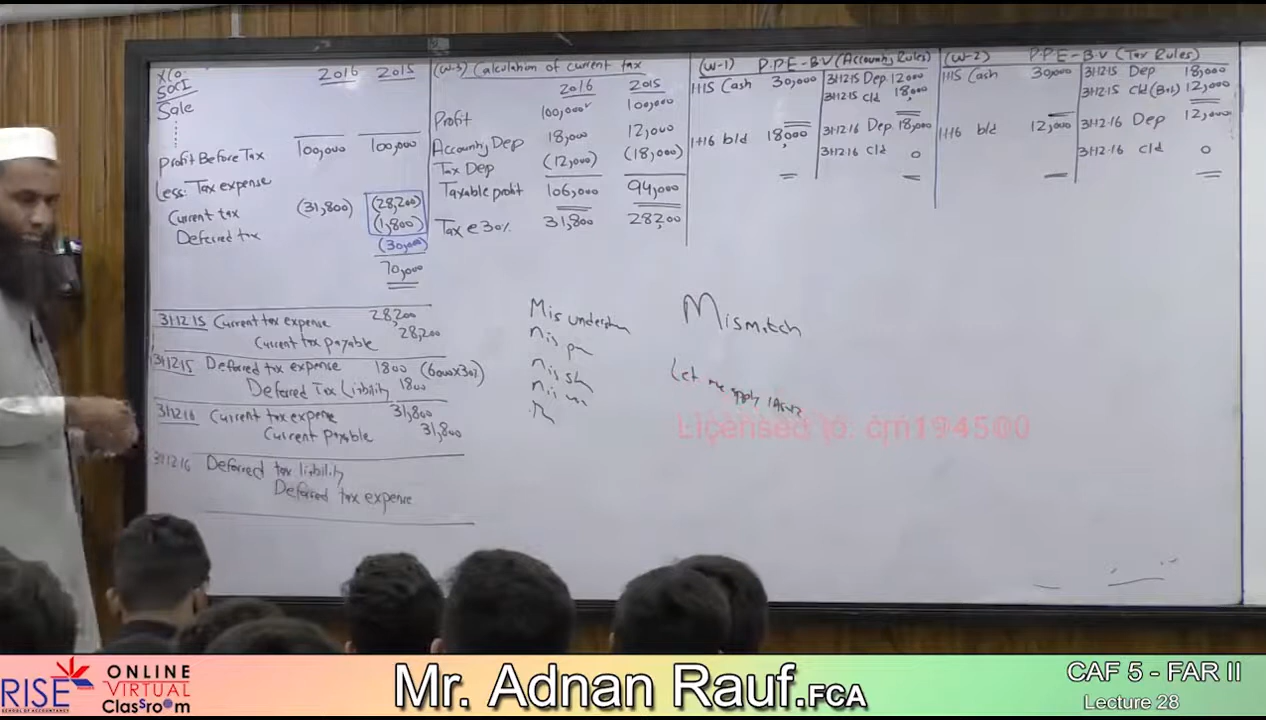 X Co.
SOCI
2016 2015
Sale
Profit Before Tax 100,000 100,000
Less: Tax expense
Current tax (31,800) (28,200)
Deferred tax (1,800)
(30,000)
70,000
31·12·15 Current tax expense 28,200
Current tax payable 28,200
31·12·15 Deferred tax expense 1800 (6000x30%)
Deferred Tax Liability 1800
31·12·16 Current tax expense 31,800
Current payable 31,800
31·12·16 Deferred tax liability
Deferred tax expense
(W-3) Calculation of current tax
2016 2015
Profit 100,000 100,000
Accounting Dep 18,000 12,000
Tax Dep (12,000) (18,000)
Taxable profit 106,000 94,000
Tax @ 30% 31,800 28,200
(W-1) P.P.E - B.V (Accounting Rules)
1·1·15 Cash 30,000 31·12·15 Dep 12000
31·12·15 c/d 18,000
1·1·16 b/d 18,000 31·12·16 Dep 18,000
31·12·16 c/d 0
(W-2) P.P.E - B.V (Tax Rules)
1·1·15 Cash 30,000 31·12·15 Dep 18,000
31·12·15 c/d (Bal) 12,000
1·1·16 b/d 12,000 31·12·16 Dep 12,000
31·12·16 c/d 0
Mis
Mismatch
Let me apply
Licensed to: cm194500
RISE
SCHOOL OF ACCOUNTANCY
ONLINE
VIRTUAL
Classroom
Mr. Adnan Rauf.FCA
CAF 5 - FAR II
Lecture 28